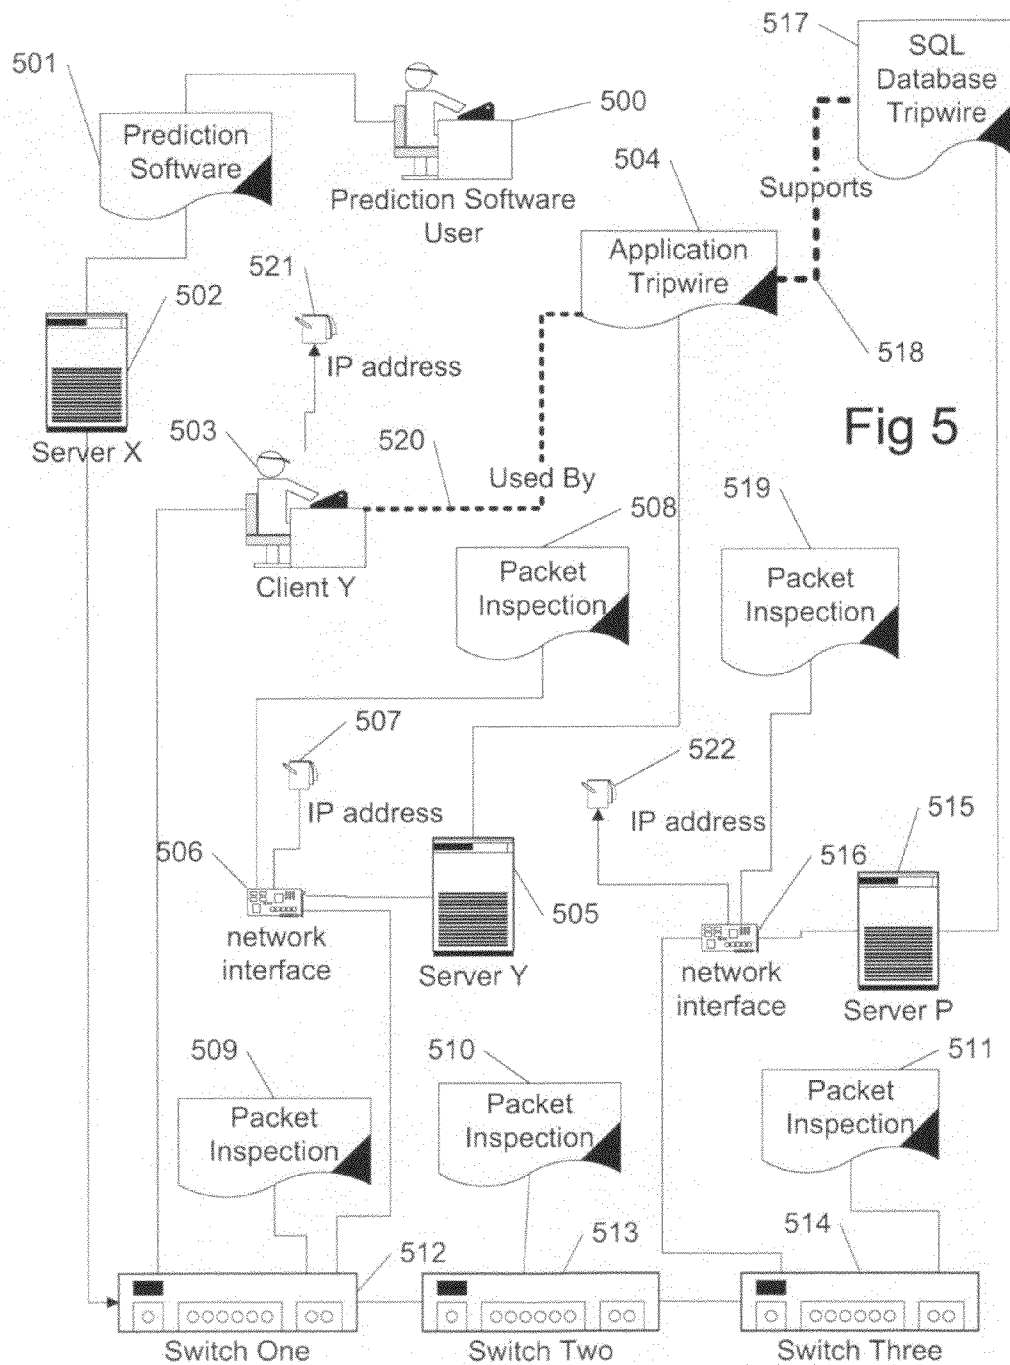 517
SQL
Database
Tripwire
501
500
Prediction
Software
504
Prediction Software
User
Supports
Application
Tripwire
521
502
IP address
518
Fig 5
503
Server X
520
Used By
519
508
Client Y
Packet
Inspection
Packet
Inspection
507
522
IP address
IP address
515
506
516
505
network
interface
Server Y
network
interface
Server P
509
510
511
Packet
Inspection
Packet
Inspection
Packet
Inspection
512
513
514
Switch One
Switch Two
Switch Three